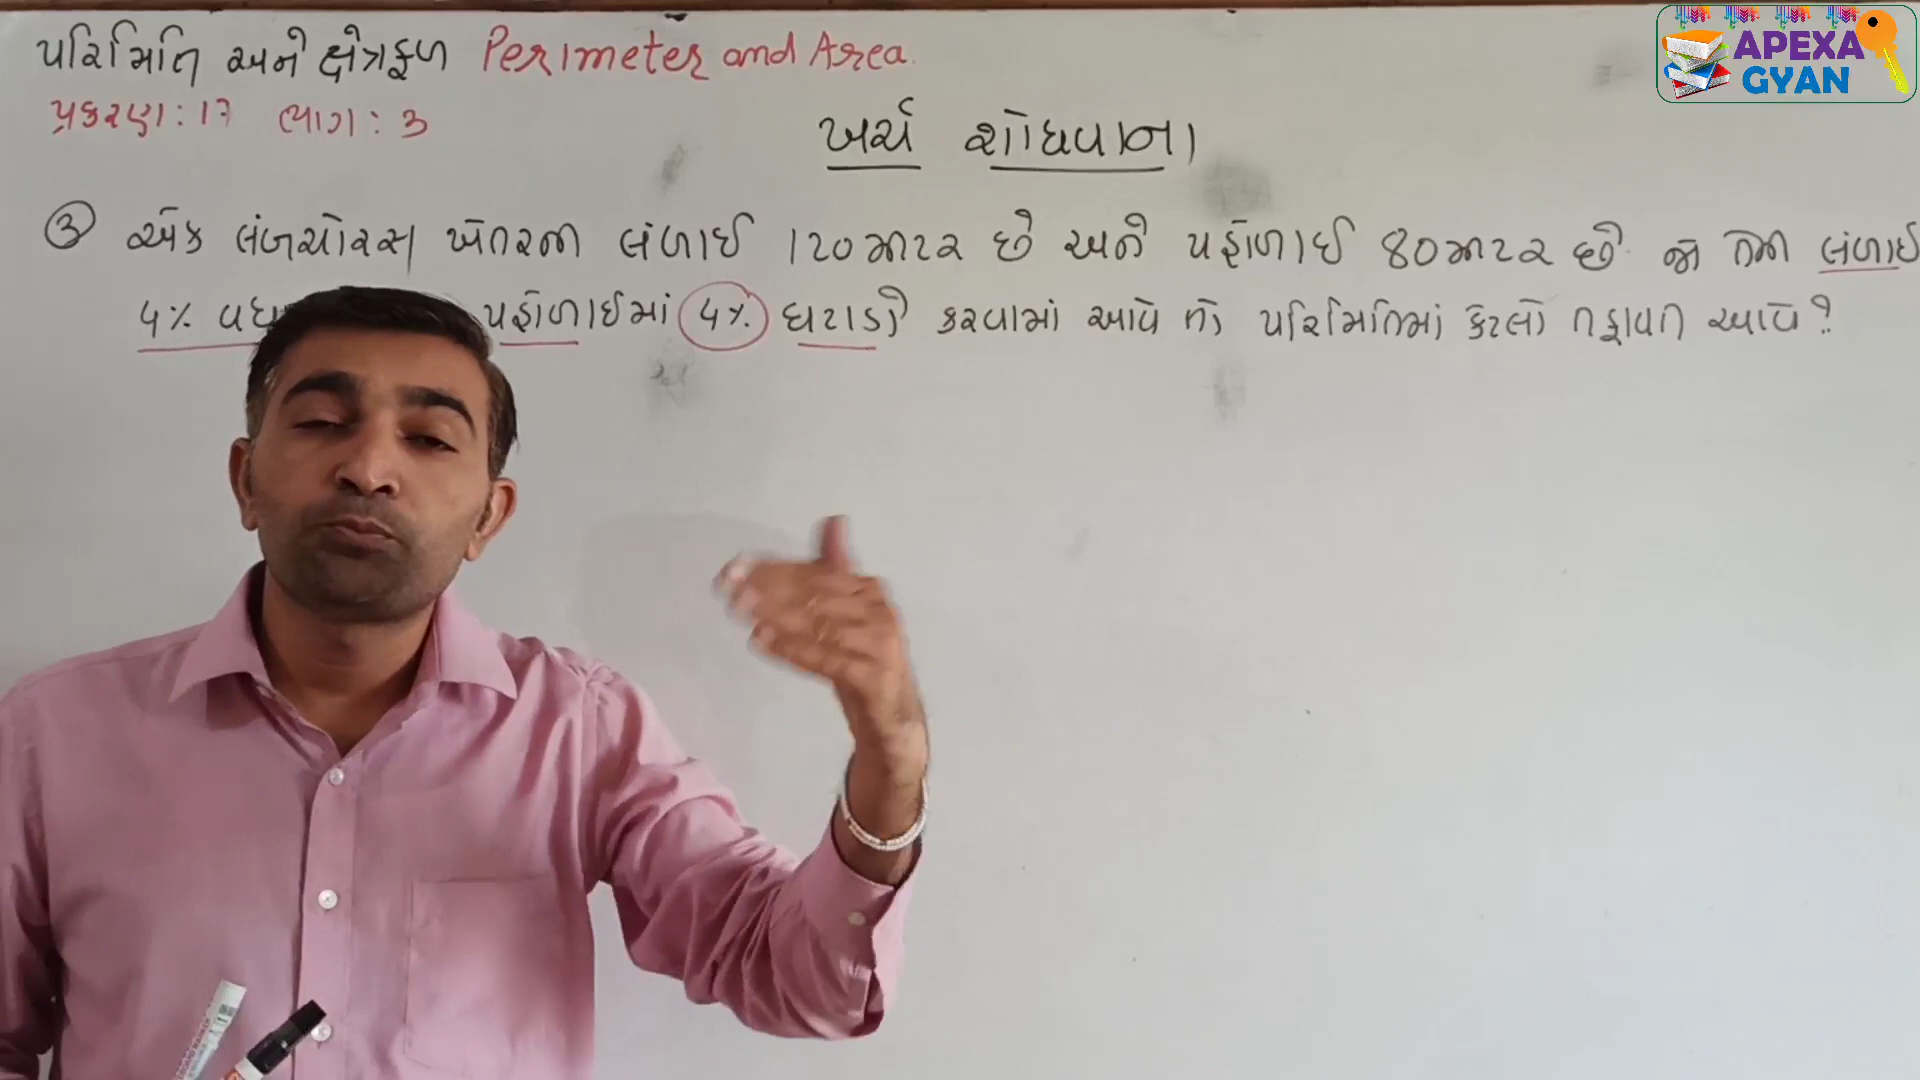 પરિમિતિ અને ક્ષેત્રફળ Perimeter and Area.
પ્રકરણ : 17 ભાગ : 3
ખર્ચ શોધવાના
③ એક લંબચોરસ ખેતરની લંબાઈ 120 મીટર છે અને પહોળાઈ 80 મીટર છે. જો તેની લંબાઈ
5% પહોળાઈમાં 5% ઘટાડો કરવામાં આવે તો પરિમિતિમાં કેટલો તફાવત આવે?
APEXA
GYAN